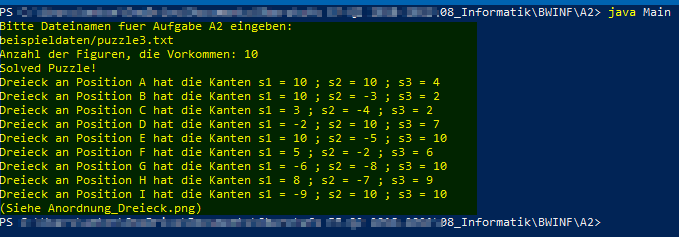 PS 08_Informatik\BWINF\A2> java Main
Bitte Dateinamen fuer Aufgabe A2 eingeben:
beispieldaten/puzzle3.txt
Anzahl der Figuren, die Vorkommen: 10
Solved Puzzle!
Dreieck an Position A hat die Kanten s1 = 10 ; s2 = 10 ; s3 = 4
Dreieck an Position B hat die Kanten s1 = 10 ; s2 = -3 ; s3 = 2
Dreieck an Position C hat die Kanten s1 = 3 ; s2 = -4 ; s3 = 2
Dreieck an Position D hat die Kanten s1 = -2 ; s2 = 10 ; s3 = 7
Dreieck an Position E hat die Kanten s1 = 10 ; s2 = -5 ; s3 = 10
Dreieck an Position F hat die Kanten s1 = 5 ; s2 = -2 ; s3 = 6
Dreieck an Position G hat die Kanten s1 = -6 ; s2 = -8 ; s3 = 10
Dreieck an Position H hat die Kanten s1 = 8 ; s2 = -7 ; s3 = 9
Dreieck an Position I hat die Kanten s1 = -9 ; s2 = 10 ; s3 = 10
(Siehe Anordnung_Dreieck.png)
PS 08_Informatik\BWINF\A2>